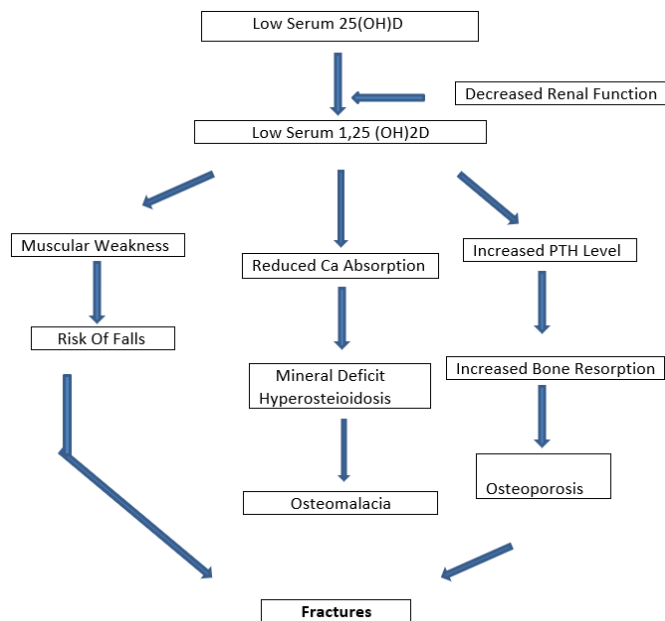 Low Serum 25(OH)D
Decreased Renal Function
Low Serum 1,25 (OH)2D
Muscular Weakness
Reduced Ca Absorption
Increased PTH Level
Risk Of Falls
Mineral Deficit
Hyperosteioidosis
Increased Bone Resorption
Osteomalacia
Osteoporosis
Fractures